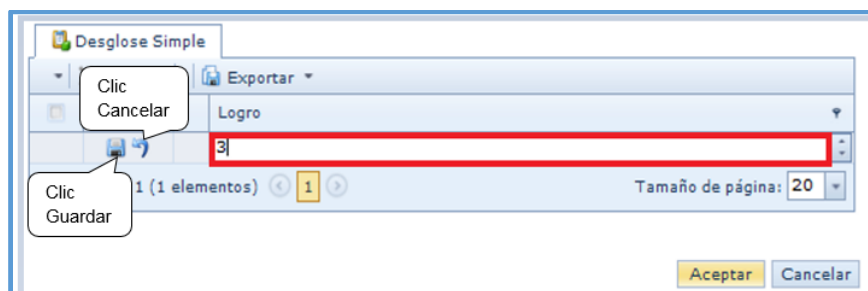 Desglose Simple
Exportar
Clic
Cancelar
Logro
3
Clic
Guardar
1 (1 elementos)
1
Tamaño de página: 20
Aceptar Cancelar